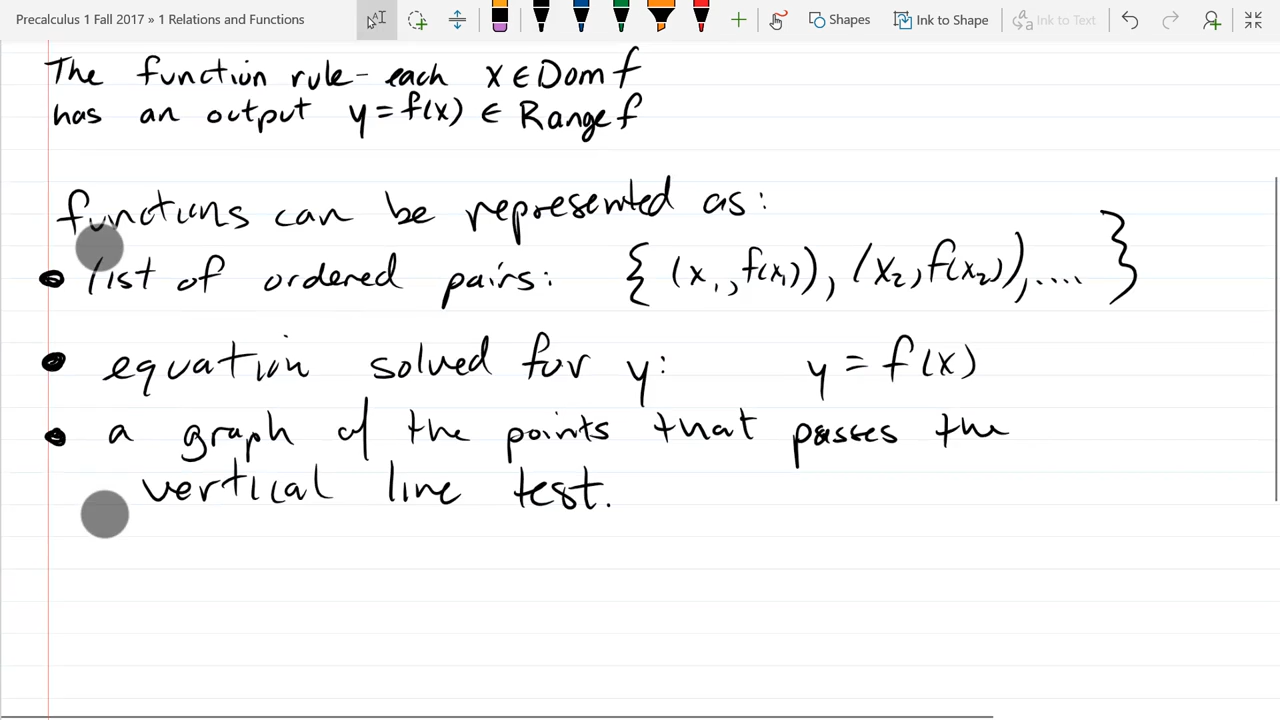 Precalculus 1 Fall 2017 » 1 Relations and Functions
Shapes
Ink to Shape
Ink to Text
The function rule - each x ∈ Dom f
has an output y = f(x) ∈ Range f
functions can be represented as:
• list of ordered pairs: { (x₁, f(x₁)), (x₂, f(x₂)), .... }
• equation solved for y: y = f(x)
• a graph of the points that passes the
vertical line test.